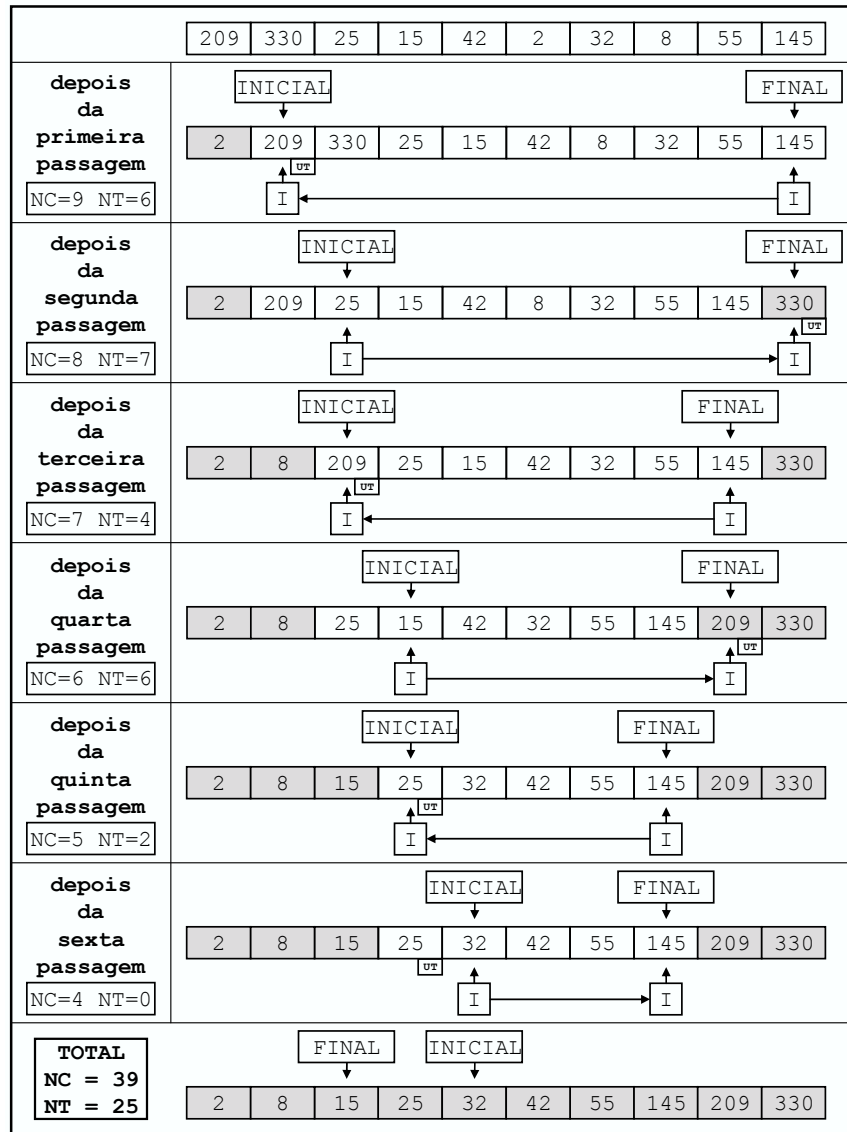 209 330 25 15 42 2 32 8 55 145
depois
da
primeira
passagem
NC=9 NT=6
INICIAL FINAL
2 209 330 25 15 42 8 32 55 145
UT
I I
depois
da
segunda
passagem
NC=8 NT=7
INICIAL FINAL
2 209 25 15 42 8 32 55 145 330
UT
I I
depois
da
terceira
passagem
NC=7 NT=4
INICIAL FINAL
2 8 209 25 15 42 32 55 145 330
UT
I I
depois
da
quarta
passagem
NC=6 NT=6
INICIAL FINAL
2 8 25 15 42 32 55 145 209 330
UT
I I
depois
da
quinta
passagem
NC=5 NT=2
INICIAL FINAL
2 8 15 25 32 42 55 145 209 330
UT
I I
depois
da
sexta
passagem
NC=4 NT=0
INICIAL FINAL
2 8 15 25 32 42 55 145 209 330
UT
I I
TOTAL
NC = 39
NT = 25
FINAL INICIAL
2 8 15 25 32 42 55 145 209 330